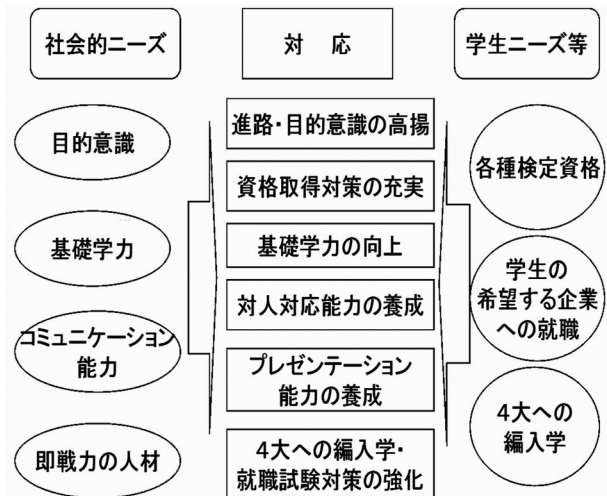 社会的ニーズ
対　応
学生ニーズ等
目的意識
基礎学力
コミュニケーション
能力
即戦力の人材
進路・目的意識の高揚
資格取得対策の充実
基礎学力の向上
対人対応能力の養成
プレゼンテーション
能力の養成
4大への編入学・
就職試験対策の強化
各種検定資格
学生の
希望する企業
への就職
4大への
編入学